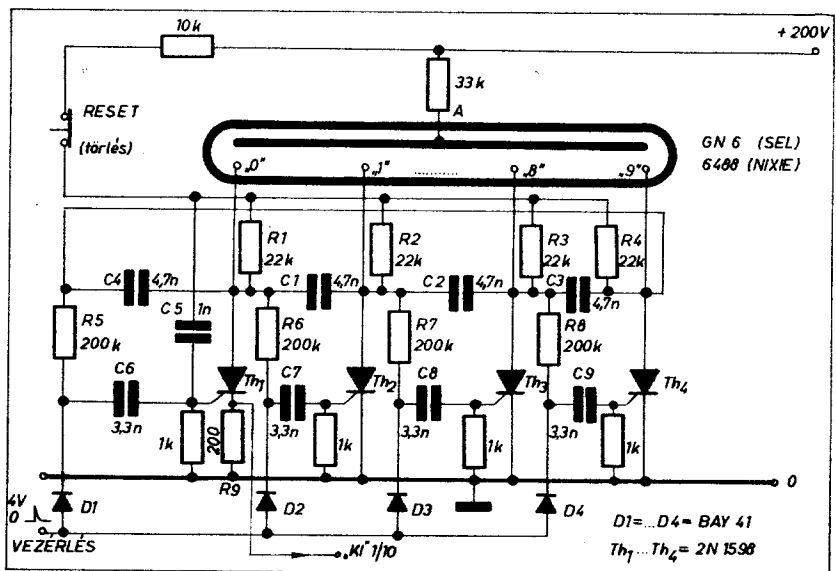 10k
+ 200V
33k
A
RESET
(törlés)
GN 6 (SEL)
6488 (NIXIE)
„0"
„1"
..........
„8"
„9"
R1
22k
R2
22k
R3
22k
R4
22k
C4
4,7n
C1
4,7n
C2
4,7n
C3
4,7n
C5
1n
R5
200k
R6
200k
R7
200k
R8
200k
C6
3,3n
Th1
C7
3,3n
Th2
C8
3,3n
Th3
C9
3,3n
Th4
1k
200
R9
1k
1k
1k
0
4V
0
D1
D2
D3
D4
VEZÉRLÉS
„KI" 1/10
D1=...D4= BAY 41
Th1...Th4= 2N 1598